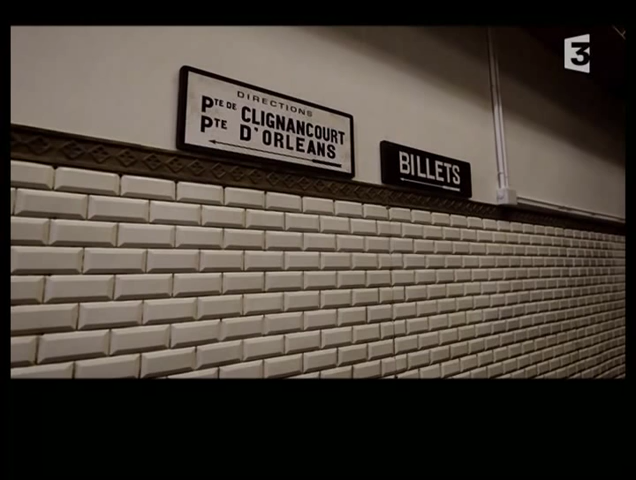 3
DIRECTIONS
PTE DE CLIGNANCOURT
PTE D'ORLEANS
BILLETS